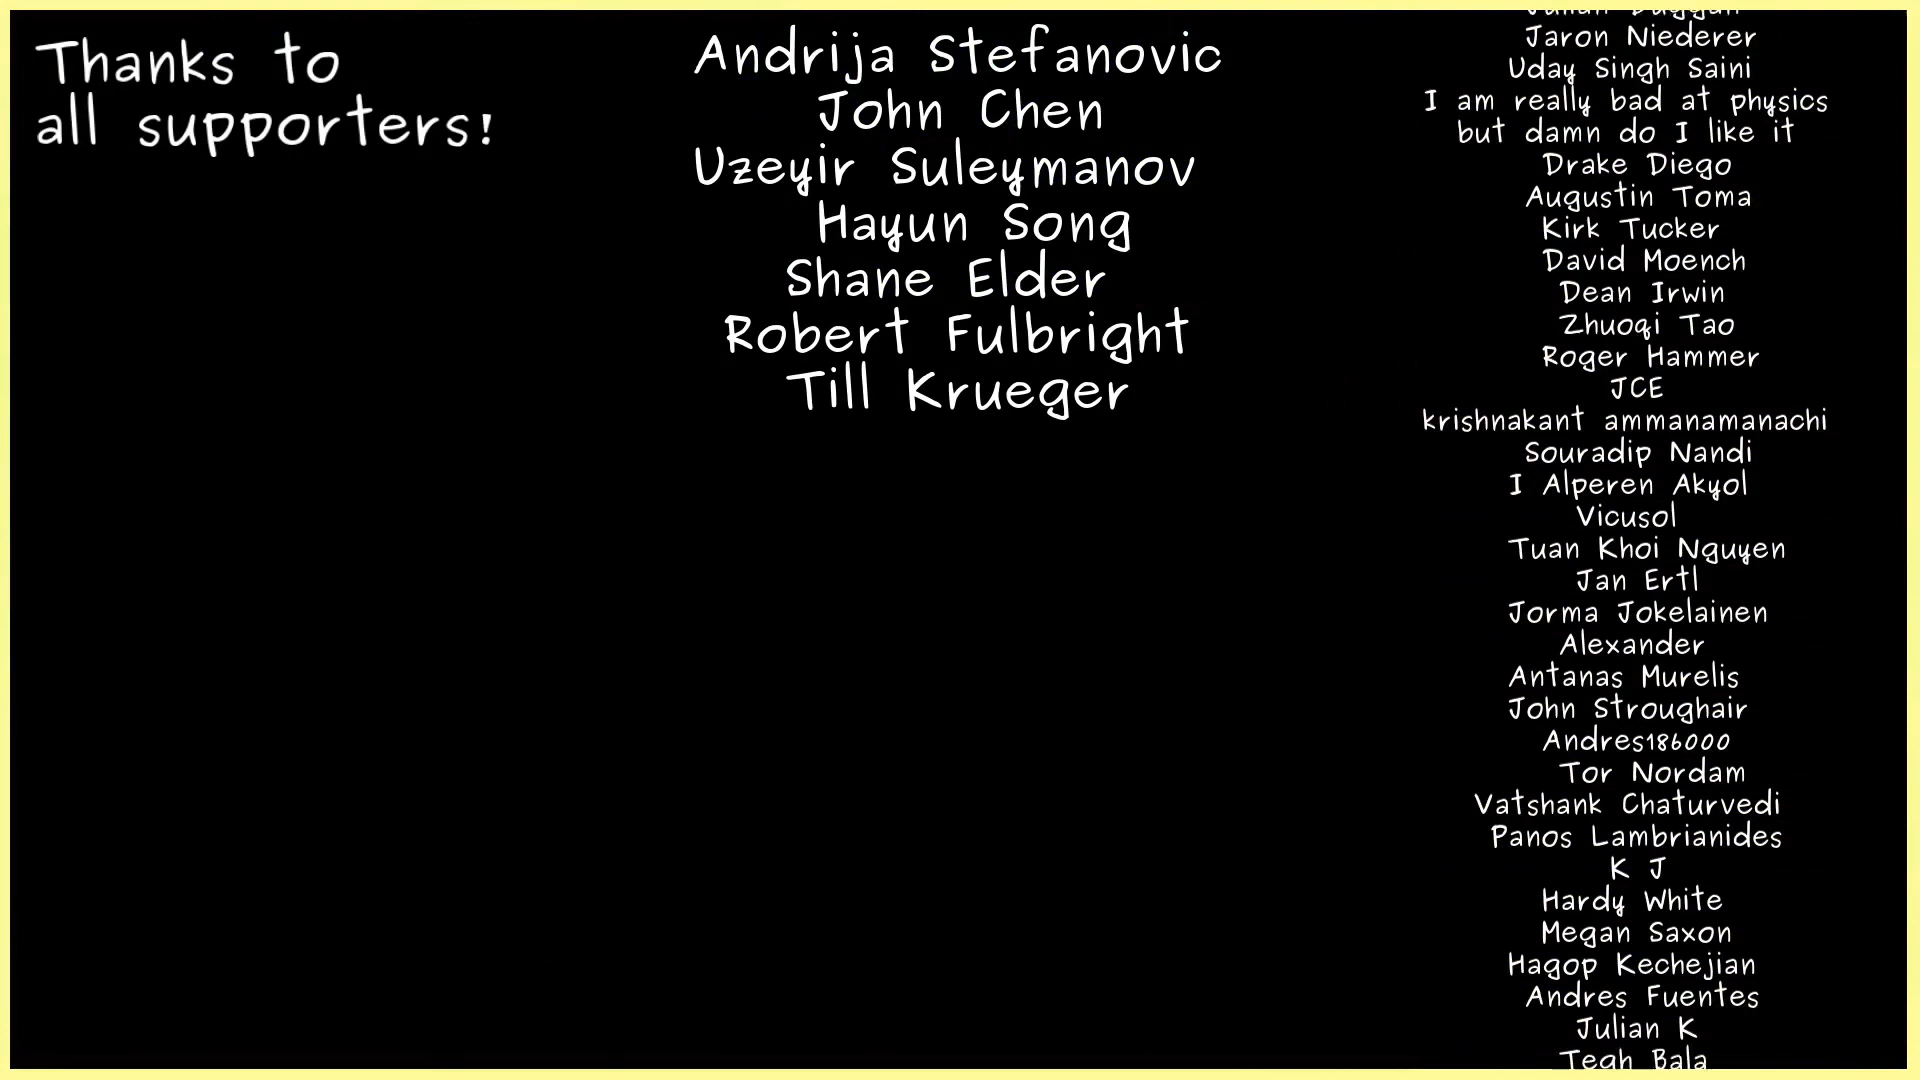 Thanks to
all supporters!
Andrija Stefanovic
John Chen
Uzeyir Suleymanov
Hayun Song
Shane Elder
Robert Fulbright
Till Krueger
Julian Duggan
Jaron Niederer
Uday Singh Saini
I am really bad at physics
but damn do I like it
Drake Diego
Augustin Toma
Kirk Tucker
David Moench
Dean Irwin
Zhuoqi Tao
Roger Hammer
JCE
krishnakant ammanamanachi
Souradip Nandi
I Alperen Akyol
Vicusol
Tuan Khoi Nguyen
Jan Ertl
Jorma Jokelainen
Alexander
Antanas Murelis
John Stroughair
Andres186000
Tor Nordam
Vatshank Chaturvedi
Panos Lambrianides
K J
Hardy White
Megan Saxon
Hagop Kechejian
Andres Fuentes
Julian K
Tegh Bala